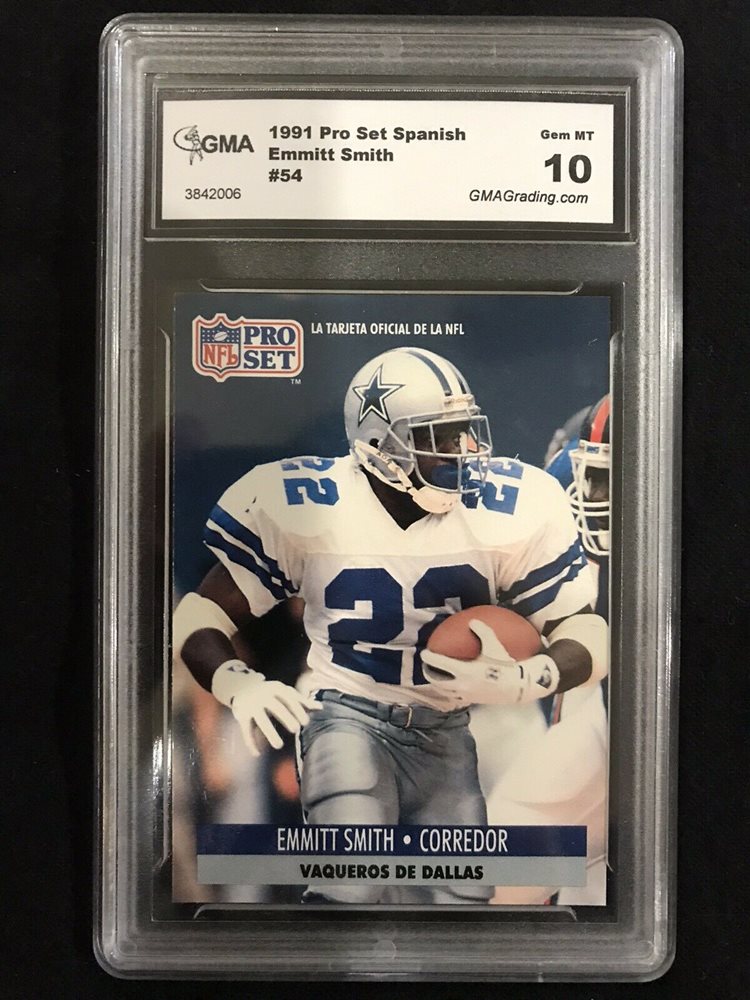 GMA
3842006
1991 Pro Set Spanish
Emmitt Smith
#54
Gem MT
10
GMAGrading.com
NFL
PRO
SET
TM
LA TARJETA OFICIAL DE LA NFL
22
22
22
EMMITT SMITH • CORREDOR
VAQUEROS DE DALLAS